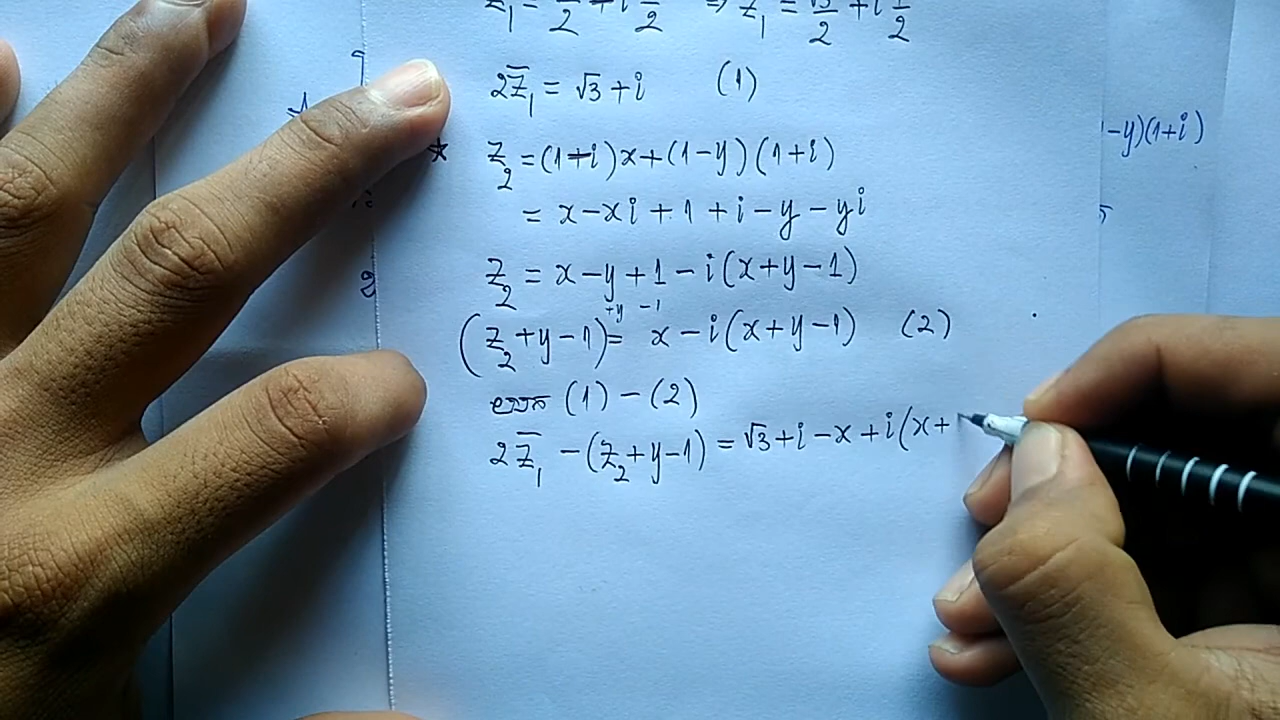 2z̄₁ = √3 + i (1)
* z₂ = (1-i)x + (1-y)(1+i)
= x - xi + 1 + i - y - yi
z₂ = x - y + 1 - i(x+y-1)
+y -1
(z₂ + y - 1) = x - i(x+y-1) (2)
(1) - (2)
2z̄₁ - (z₂ + y - 1) = √3 + i - x + i(x+
-y)(1+i)